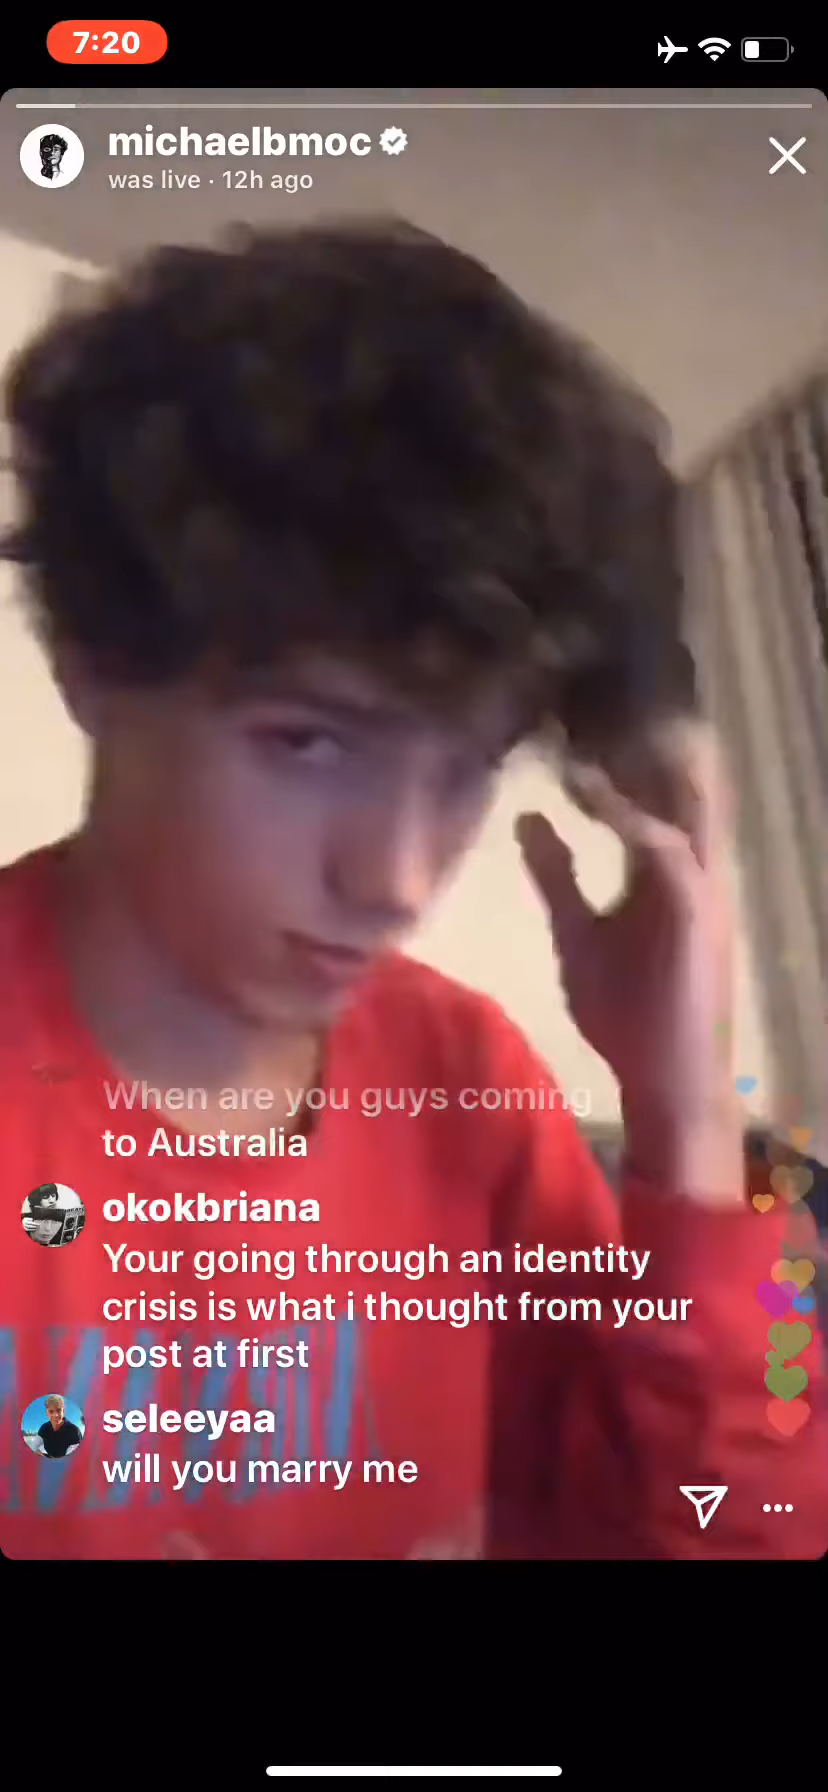 7:20
michaelbmoc
was live · 12h ago
When are you guys coming
to Australia
okokbriana
Your going through an identity
crisis is what i thought from your
post at first
seleeyaa
will you marry me